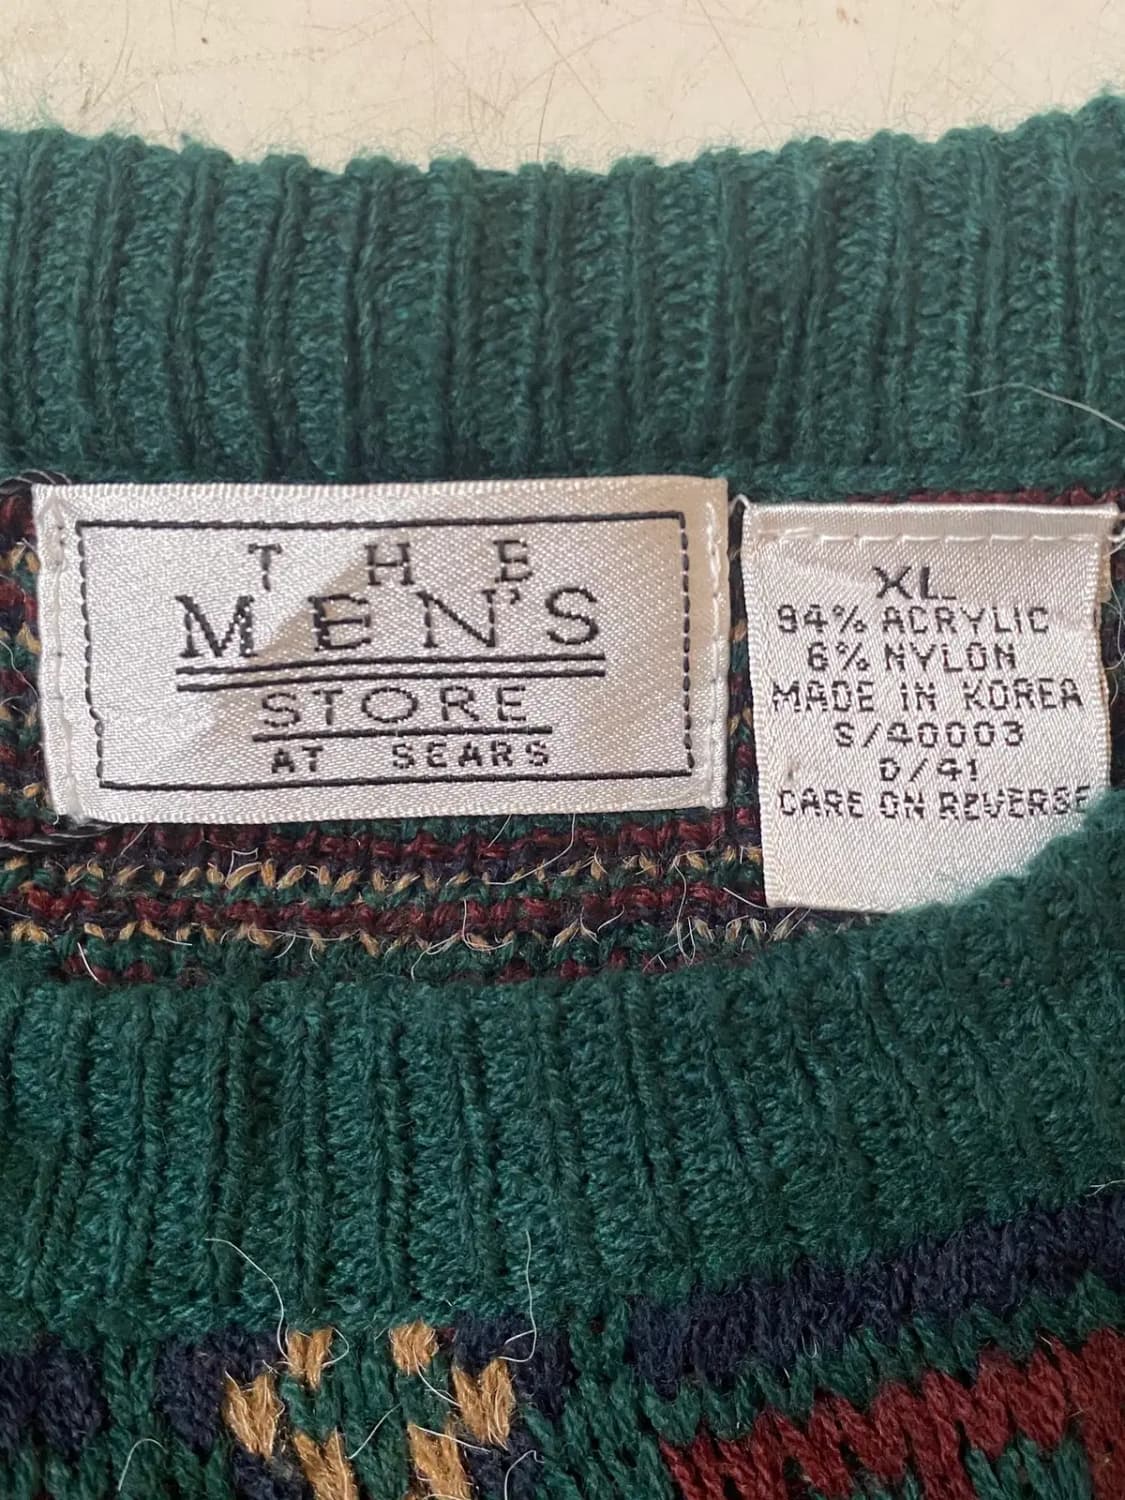 THE
MEN'S
STORE
AT SEARS
XL
94% ACRYLIC
6% NYLON
MADE IN KOREA
S/40003
D/41
CARE ON REVERSE